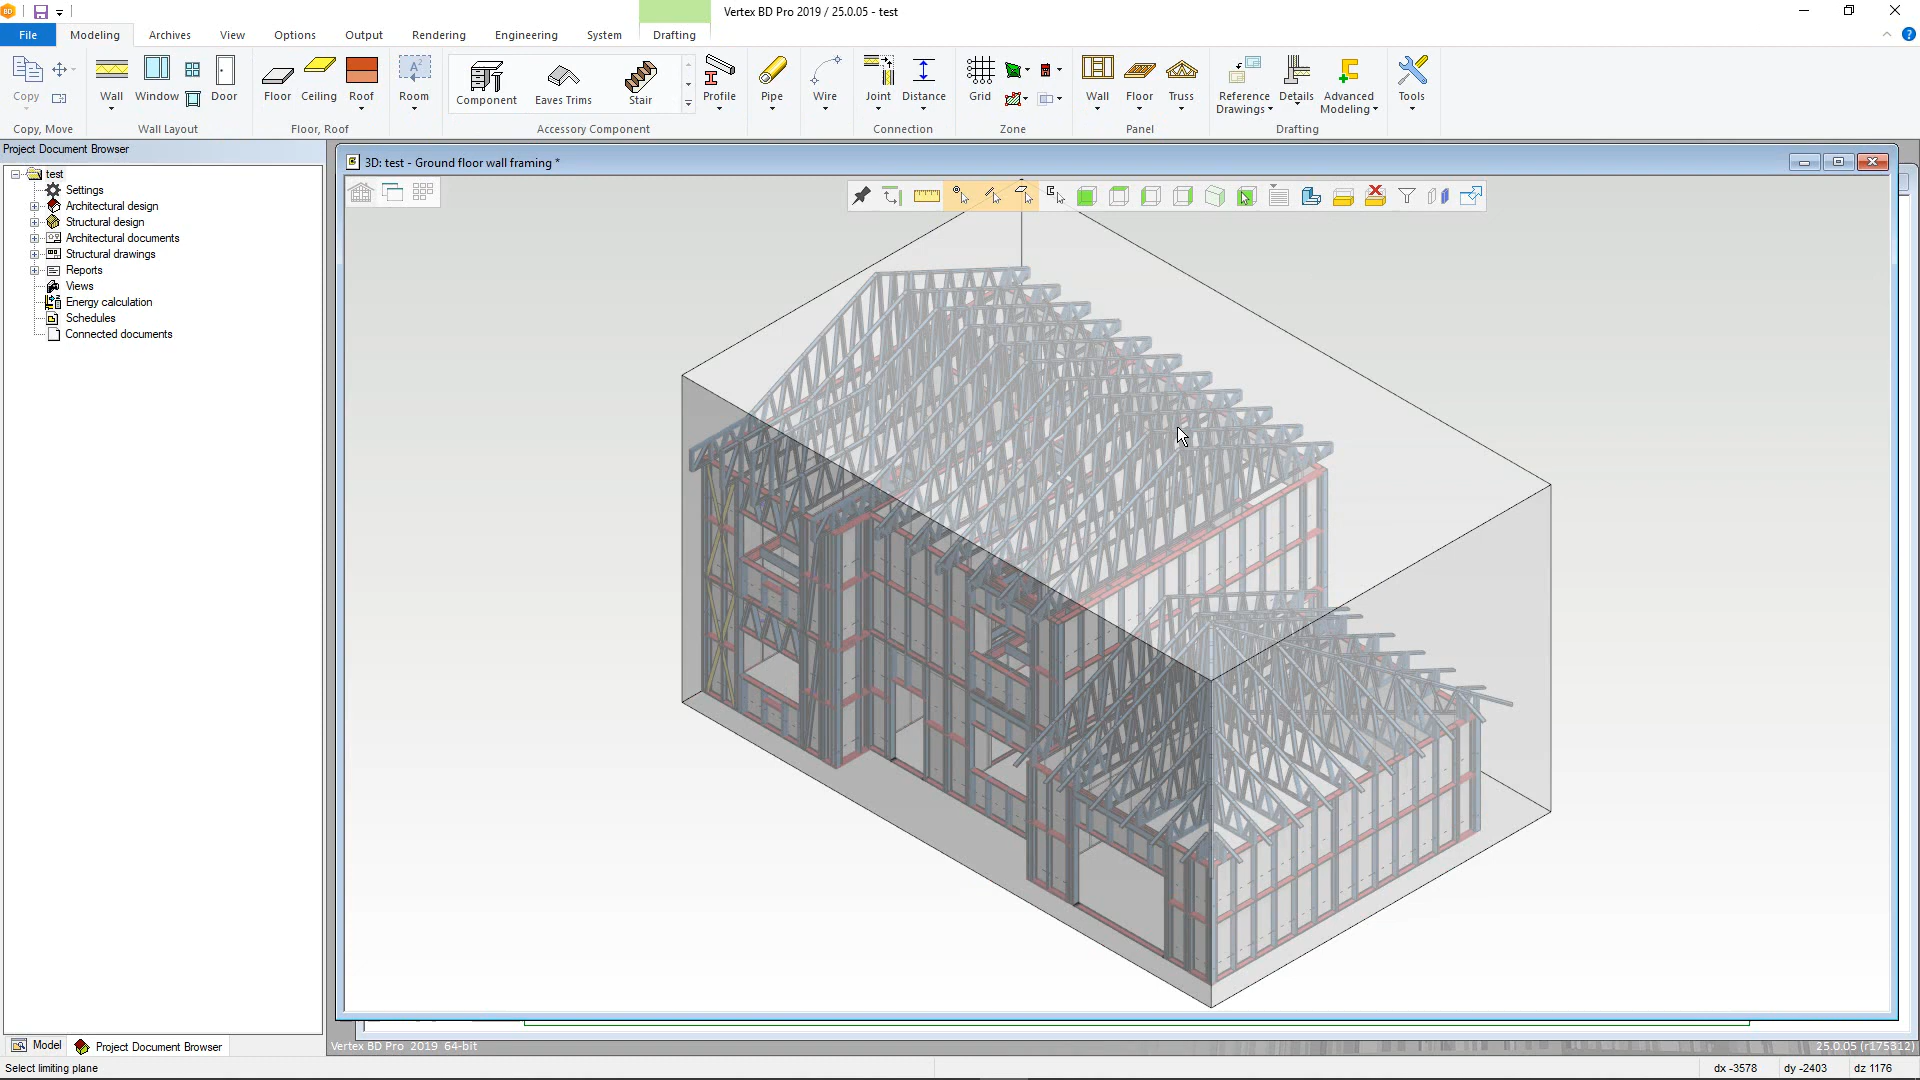 BD
Vertex BD Pro 2019 / 25.0.05 - test
File
Modeling
Archives
View
Options
Output
Rendering
Engineering
System
Drafting
Copy
Wall
Window
Door
Floor
Ceiling
Roof
Room
Component
Eaves Trims
Stair
Profile
Pipe
Wire
Joint
Distance
Grid
Wall
Floor
Truss
Reference Drawings
Details
Advanced Modeling
Tools
Copy, Move
Wall Layout
Floor, Roof
Accessory Component
Connection
Zone
Panel
Drafting
Project Document Browser
test
Settings
Architectural design
Structural design
Architectural documents
Structural drawings
Reports
Views
Energy calculation
Schedules
Connected documents
3D: test - Ground floor wall framing *
Model
Project Document Browser
Vertex BD Pro 2019 64-bit
25.0.05 (r175312)
Select limiting plane
dx -3578
dy -2403
dz 1176